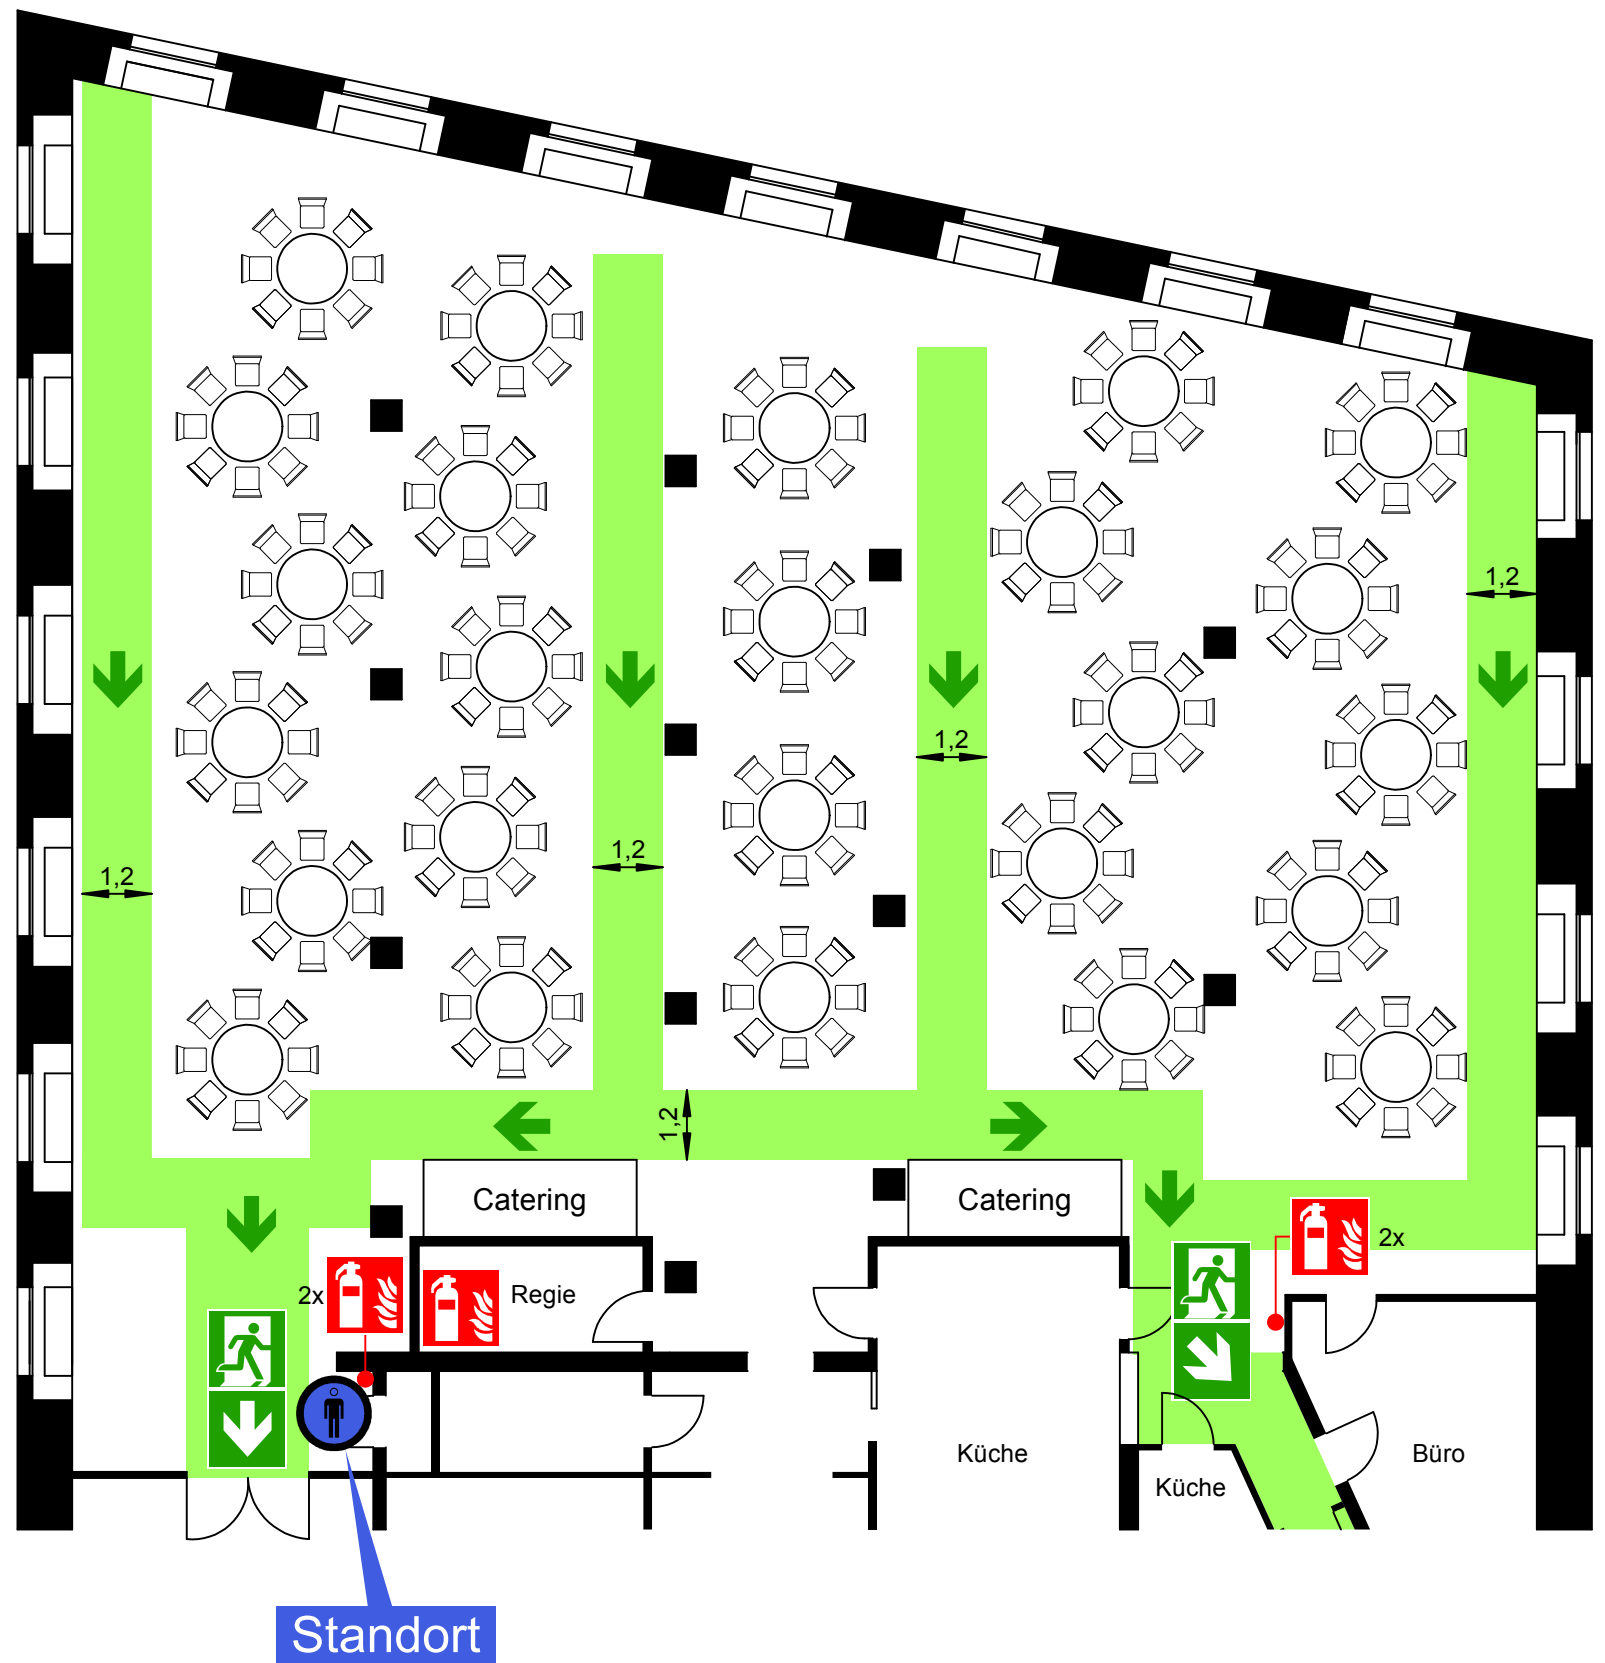 1,2
1,2
1,2
1,2
1,2
Catering
Catering
2x
2x
Regie
Küche
Küche
Büro
Standort